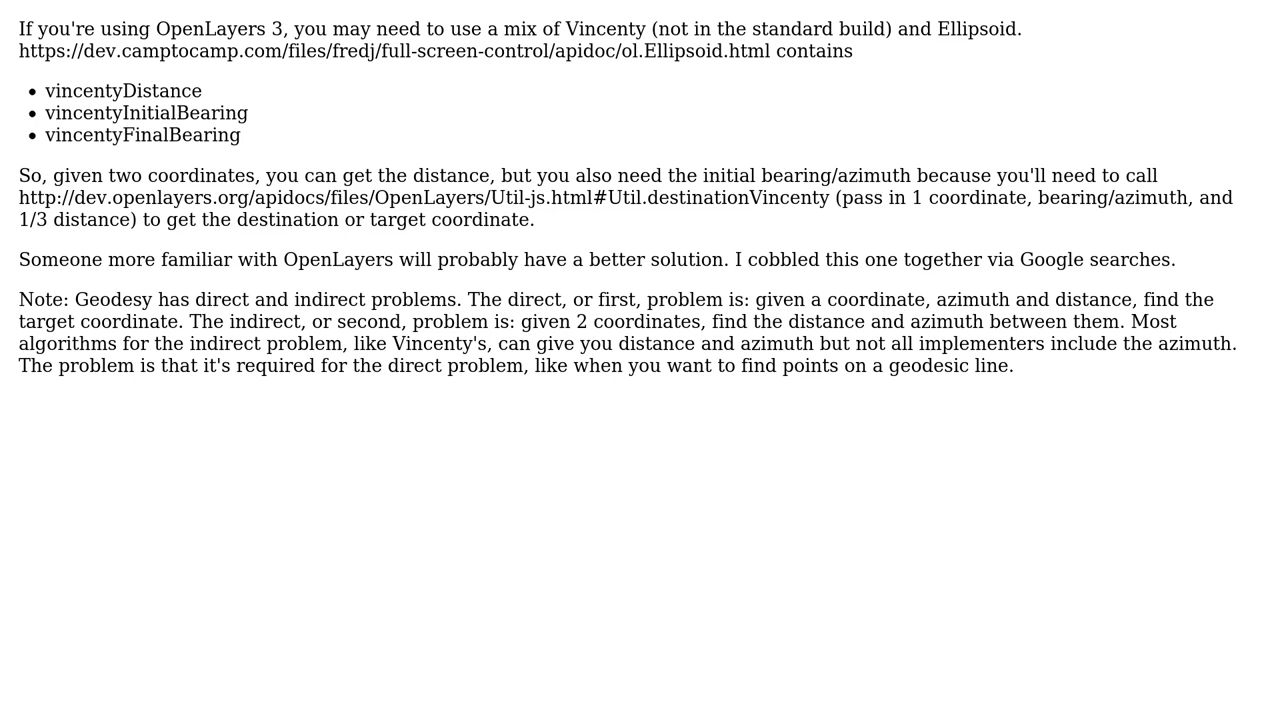 If you're using OpenLayers 3, you may need to use a mix of Vincenty (not in the standard build) and Ellipsoid.
https://dev.camptocamp.com/files/fredj/full-screen-control/apidoc/ol.Ellipsoid.html contains
• vincentyDistance
• vincentyInitialBearing
• vincentyFinalBearing
So, given two coordinates, you can get the distance, but you also need the initial bearing/azimuth because you'll need to call
http://dev.openlayers.org/apidocs/files/OpenLayers/Util-js.html#Util.destinationVincenty (pass in 1 coordinate, bearing/azimuth, and
1/3 distance) to get the destination or target coordinate.
Someone more familiar with OpenLayers will probably have a better solution. I cobbled this one together via Google searches.
Note: Geodesy has direct and indirect problems. The direct, or first, problem is: given a coordinate, azimuth and distance, find the
target coordinate. The indirect, or second, problem is: given 2 coordinates, find the distance and azimuth between them. Most
algorithms for the indirect problem, like Vincenty's, can give you distance and azimuth but not all implementers include the azimuth.
The problem is that it's required for the direct problem, like when you want to find points on a geodesic line.